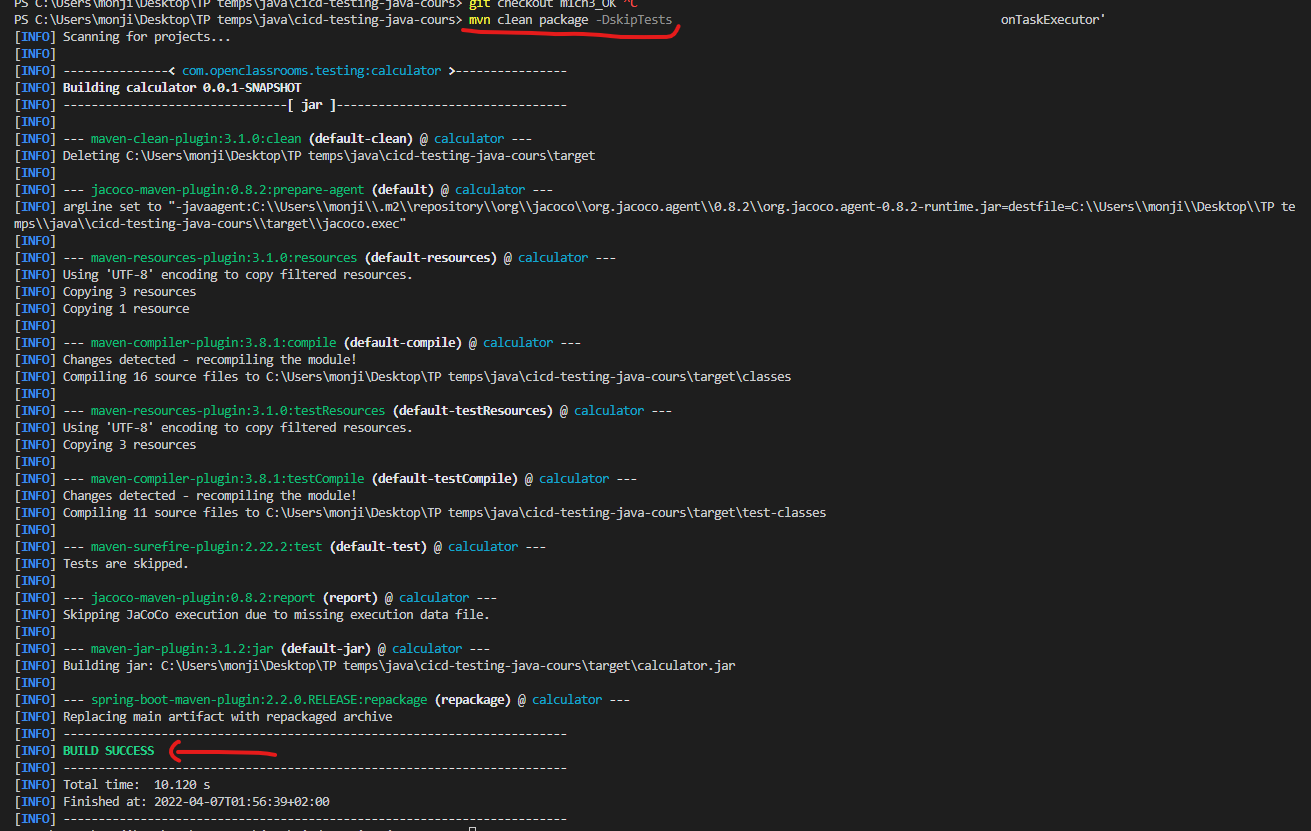 PS C:\Users\monji\Desktop\TP temps\java\cicd-testing-java-cours> git checkout m1ch3_OK ^C
PS C:\Users\monji\Desktop\TP temps\java\cicd-testing-java-cours> mvn clean package -DskipTests onTaskExecutor'
[INFO] Scanning for projects...
[INFO]
[INFO] ---------------< com.openclassrooms.testing:calculator >----------------
[INFO] Building calculator 0.0.1-SNAPSHOT
[INFO] --------------------------------[ jar ]---------------------------------
[INFO]
[INFO] --- maven-clean-plugin:3.1.0:clean (default-clean) @ calculator ---
[INFO] Deleting C:\Users\monji\Desktop\TP temps\java\cicd-testing-java-cours\target
[INFO]
[INFO] --- jacoco-maven-plugin:0.8.2:prepare-agent (default) @ calculator ---
[INFO] argLine set to "-javaagent:C:\\Users\\monji\\.m2\\repository\\org\\jacoco\\org.jacoco.agent\\0.8.2\\org.jacoco.agent-0.8.2-runtime.jar=destfile=C:\\Users\\monji\\Desktop\\TP te
mps\\java\\cicd-testing-java-cours\\target\\jacoco.exec"
[INFO]
[INFO] --- maven-resources-plugin:3.1.0:resources (default-resources) @ calculator ---
[INFO] Using 'UTF-8' encoding to copy filtered resources.
[INFO] Copying 3 resources
[INFO] Copying 1 resource
[INFO]
[INFO] --- maven-compiler-plugin:3.8.1:compile (default-compile) @ calculator ---
[INFO] Changes detected - recompiling the module!
[INFO] Compiling 16 source files to C:\Users\monji\Desktop\TP temps\java\cicd-testing-java-cours\target\classes
[INFO]
[INFO] --- maven-resources-plugin:3.1.0:testResources (default-testResources) @ calculator ---
[INFO] Using 'UTF-8' encoding to copy filtered resources.
[INFO] Copying 3 resources
[INFO]
[INFO] --- maven-compiler-plugin:3.8.1:testCompile (default-testCompile) @ calculator ---
[INFO] Changes detected - recompiling the module!
[INFO] Compiling 11 source files to C:\Users\monji\Desktop\TP temps\java\cicd-testing-java-cours\target\test-classes
[INFO]
[INFO] --- maven-surefire-plugin:2.22.2:test (default-test) @ calculator ---
[INFO] Tests are skipped.
[INFO]
[INFO] --- jacoco-maven-plugin:0.8.2:report (report) @ calculator ---
[INFO] Skipping JaCoCo execution due to missing execution data file.
[INFO]
[INFO] --- maven-jar-plugin:3.1.2:jar (default-jar) @ calculator ---
[INFO] Building jar: C:\Users\monji\Desktop\TP temps\java\cicd-testing-java-cours\target\calculator.jar
[INFO]
[INFO] --- spring-boot-maven-plugin:2.2.0.RELEASE:repackage (repackage) @ calculator ---
[INFO] Replacing main artifact with repackaged archive
[INFO] ------------------------------------------------------------------------
[INFO] BUILD SUCCESS
[INFO] ------------------------------------------------------------------------
[INFO] Total time:  10.120 s
[INFO] Finished at: 2022-04-07T01:56:39+02:00
[INFO] ------------------------------------------------------------------------